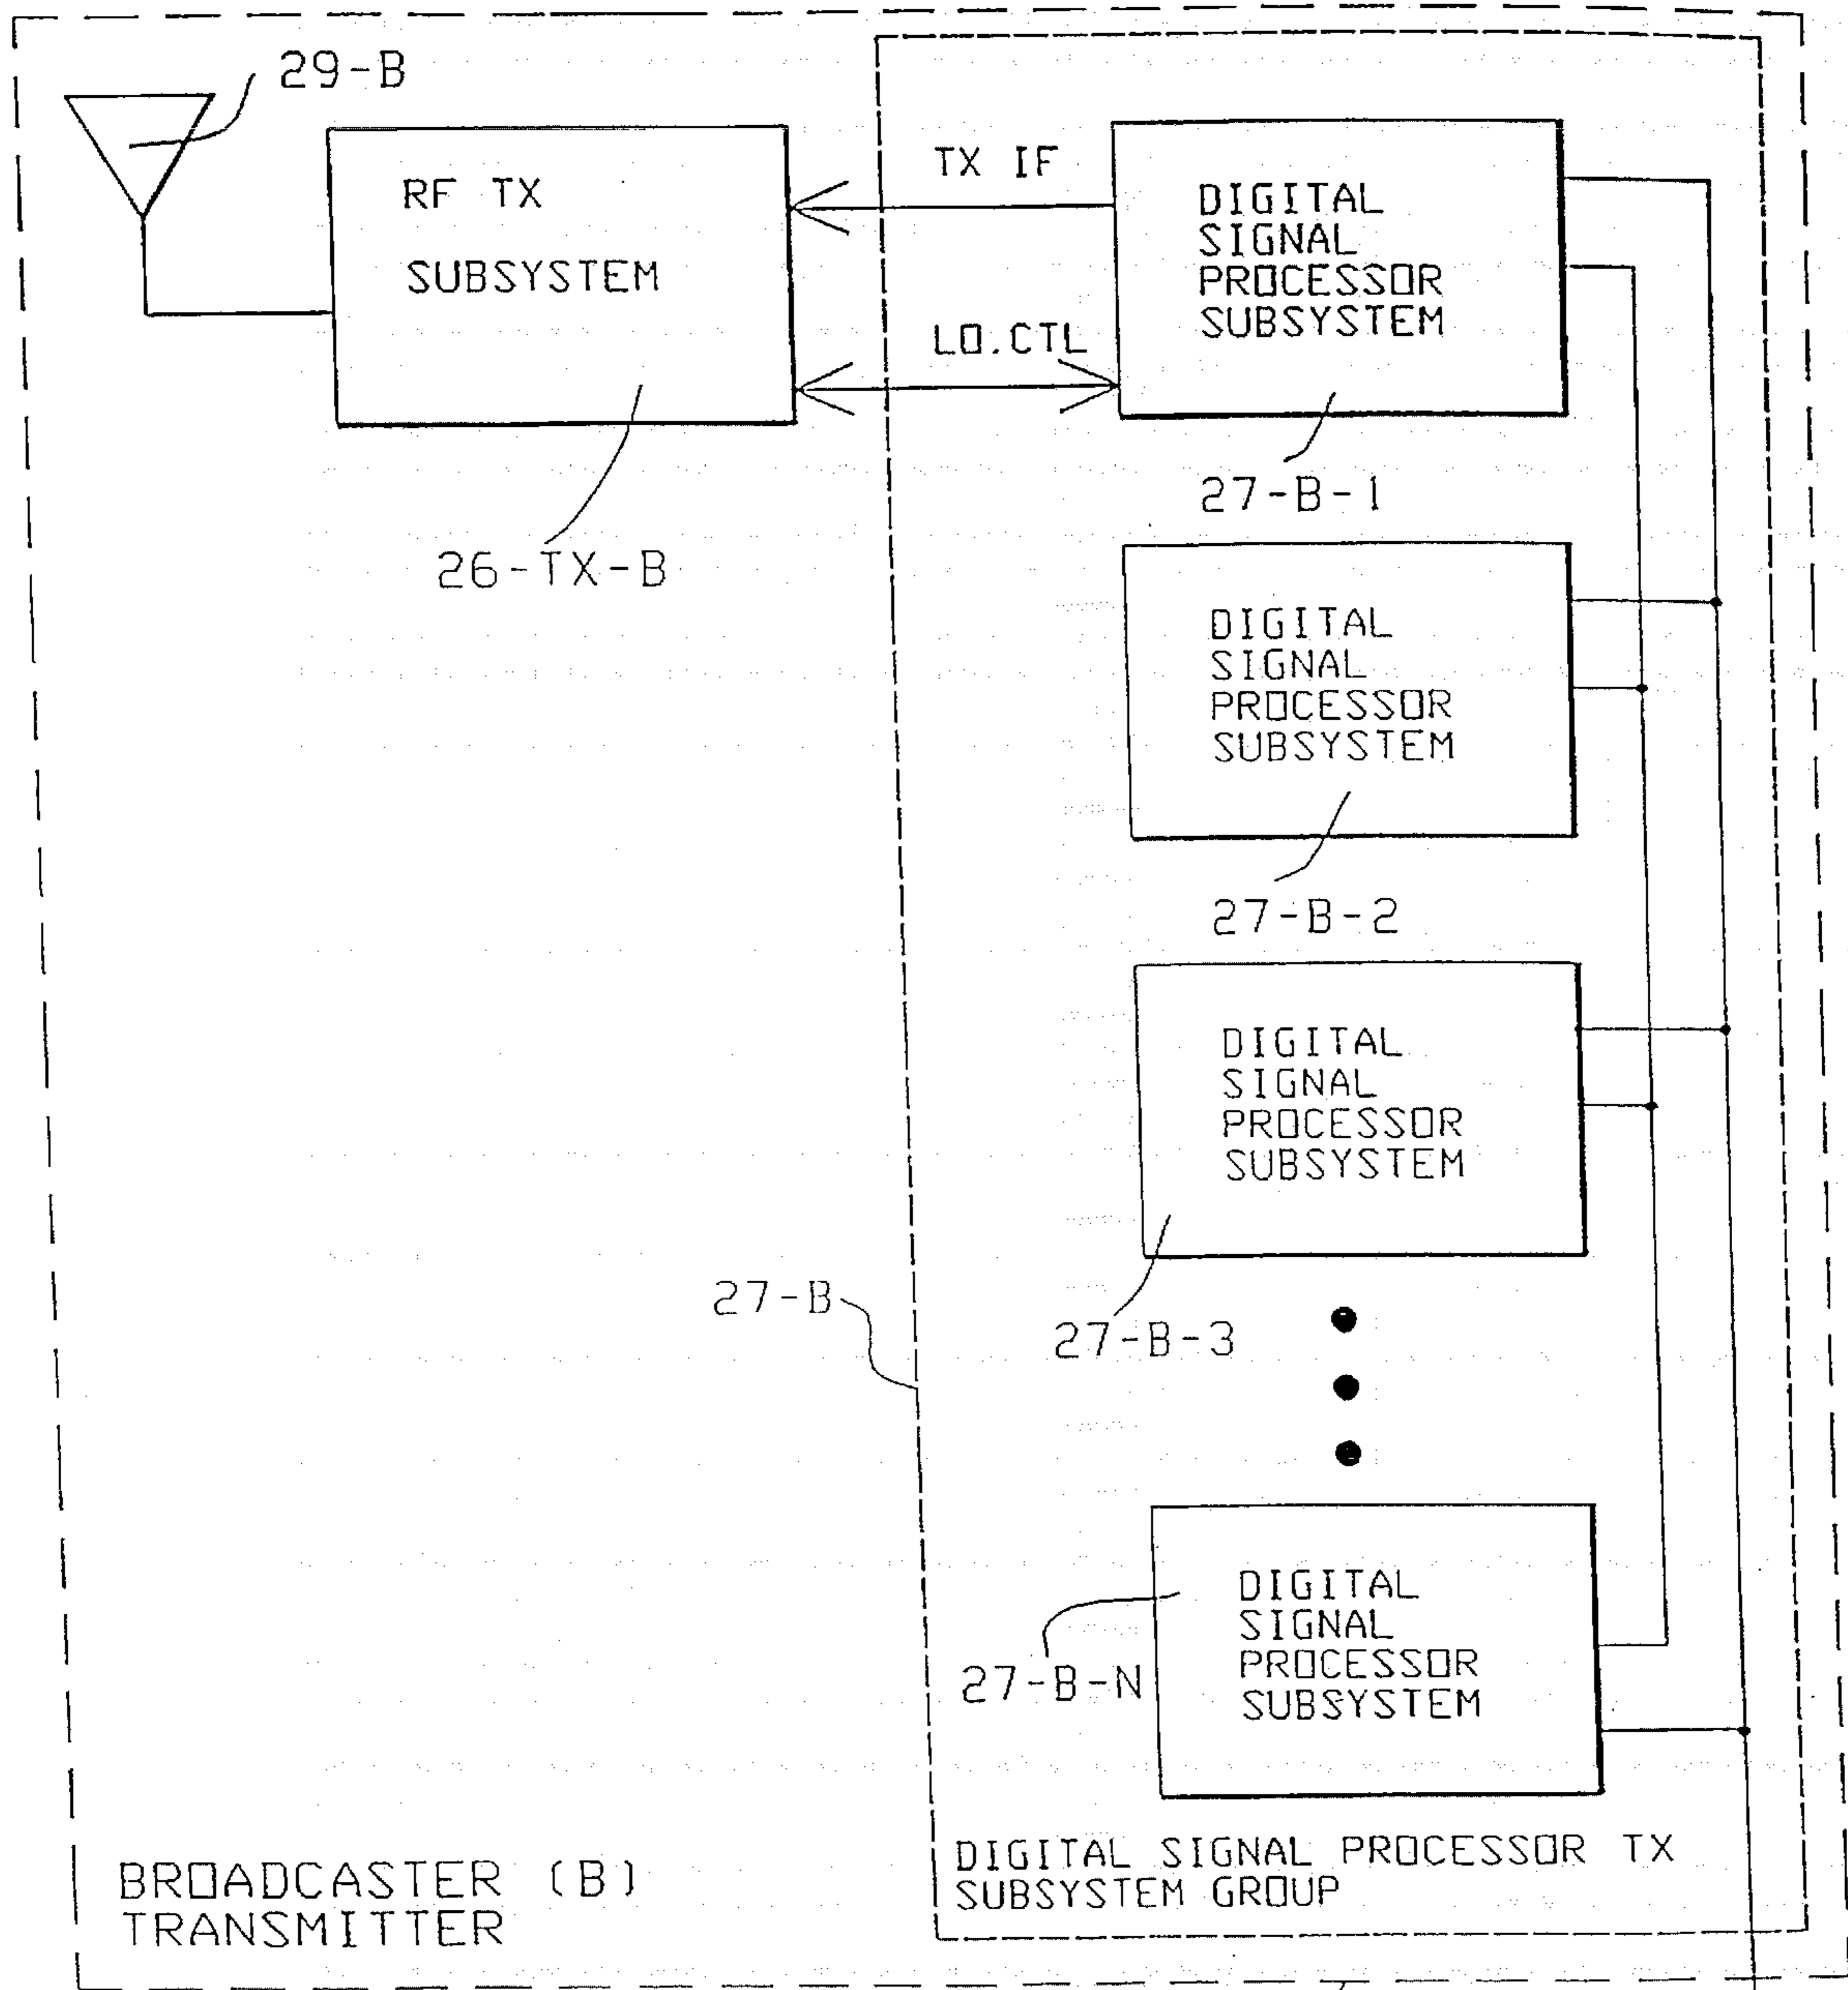 29-B
RF TX
SUBSYSTEM
TX IF
LO.CTL
DIGITAL
SIGNAL
PROCESSOR
SUBSYSTEM
27-B-1
26-TX-B
DIGITAL
SIGNAL
PROCESSOR
SUBSYSTEM
27-B-2
DIGITAL
SIGNAL
PROCESSOR
SUBSYSTEM
27-B
27-B-3
DIGITAL
SIGNAL
PROCESSOR
SUBSYSTEM
27-B-N
DIGITAL SIGNAL PROCESSOR TX
SUBSYSTEM GROUP
BROADCASTER (B)
TRANSMITTER